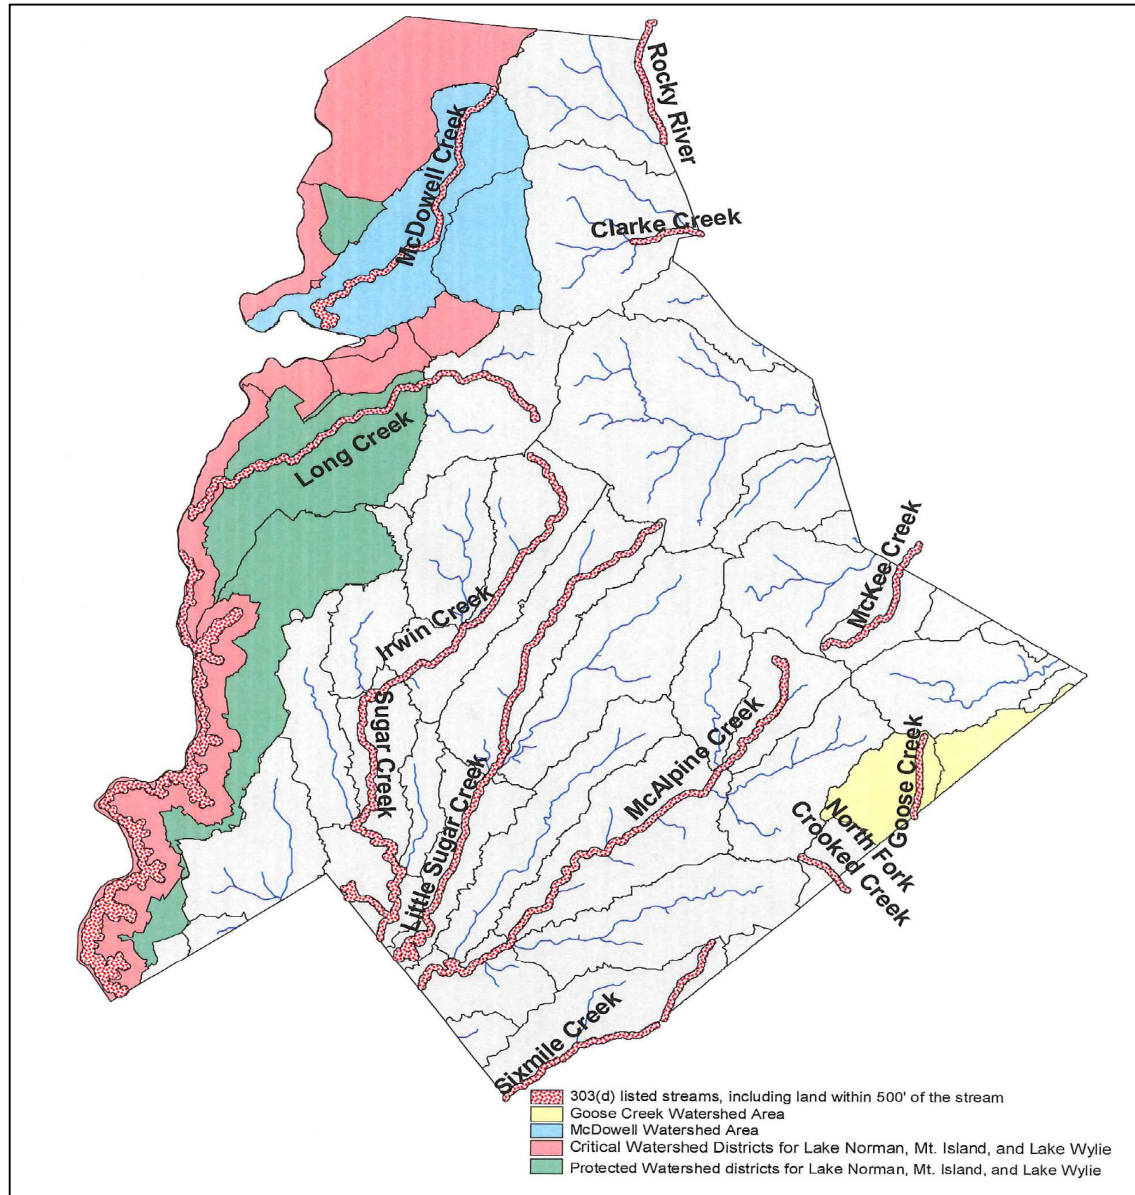 Rocky River
McDowell Creek
Clarke Creek
Long Creek
McKee Creek
Irwin Creek
Sugar Creek
McAlpine Creek
Goose Creek
Little Sugar Creek
North Fork
Crooked Creek
Sixmile Creek
303(d) listed streams, including land within 500' of the stream
Goose Creek Watershed Area
McDowell Watershed Area
Critical Watershed Districts for Lake Norman, Mt. Island, and Lake Wylie
Protected Watershed districts for Lake Norman, Mt. Island, and Lake Wylie